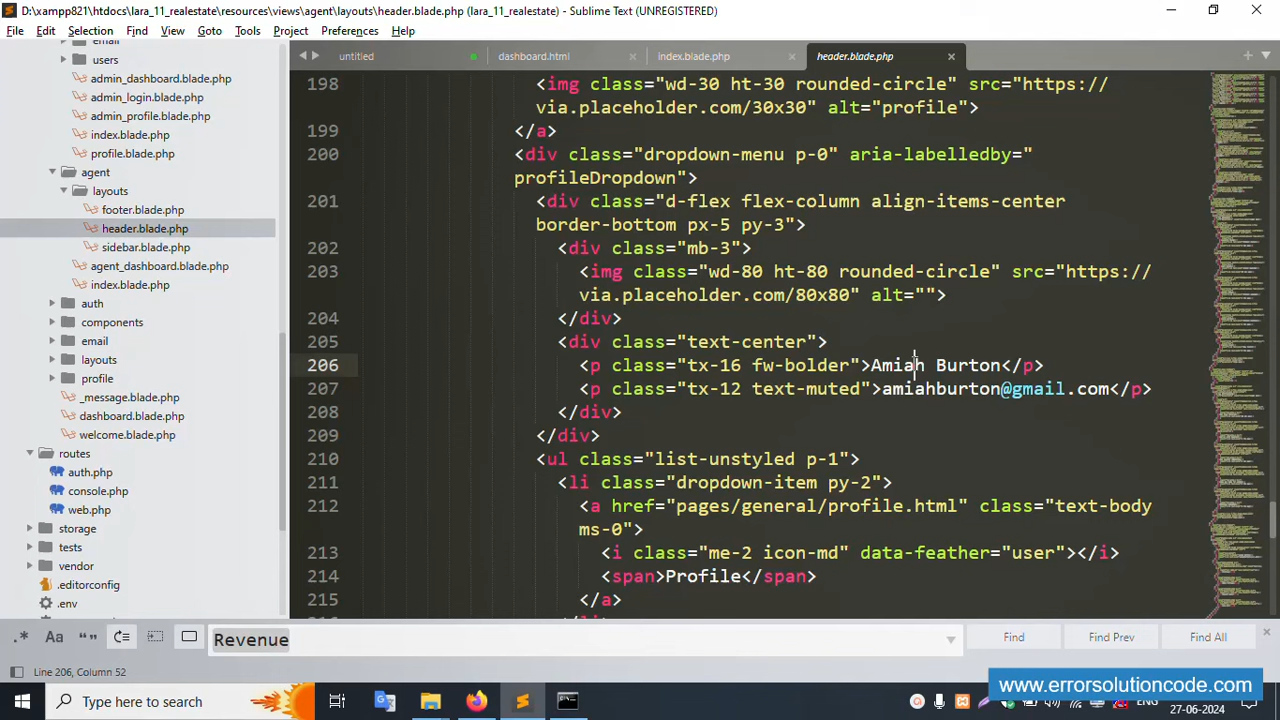 D:\xampp821\htdocs\lara_11_realestate\resources\views\agent\layouts\header.blade.php (lara_11_realestate) - Sublime Text (UNREGISTERED)
File Edit Selection Find View Goto Tools Project Preferences Help
untitled dashboard.html index.blade.php header.blade.php
email
users
admin_dashboard.blade.php
admin_login.blade.php
admin_profile.blade.php
index.blade.php
profile.blade.php
agent
layouts
footer.blade.php
header.blade.php
sidebar.blade.php
agent_dashboard.blade.php
index.blade.php
auth
components
email
layouts
profile
_message.blade.php
dashboard.blade.php
welcome.blade.php
routes
auth.php
console.php
web.php
storage
tests
vendor
.editorconfig
.env
198 <img class="wd-30 ht-30 rounded-circle" src="https://
via.placeholder.com/30x30" alt="profile">
199 </a>
200 <div class="dropdown-menu p-0" aria-labelledby="
profileDropdown">
201 <div class="d-flex flex-column align-items-center
border-bottom px-5 py-3">
202 <div class="mb-3">
203 <img class="wd-80 ht-80 rounded-circle" src="https://
via.placeholder.com/80x80" alt="">
204 </div>
205 <div class="text-center">
206 <p class="tx-16 fw-bolder">Amiah Burton</p>
207 <p class="tx-12 text-muted">amiahburton@gmail.com</p>
208 </div>
209 </div>
210 <ul class="list-unstyled p-1">
211 <li class="dropdown-item py-2">
212 <a href="pages/general/profile.html" class="text-body
ms-0">
213 <i class="me-2 icon-md" data-feather="user"></i>
214 <span>Profile</span>
215 </a>
216 </li>
.* Aa “” Revenue Find Find Prev Find All
Line 206, Column 52
www.errorsolutioncode.com
Type here to search
ENG
27-06-2024